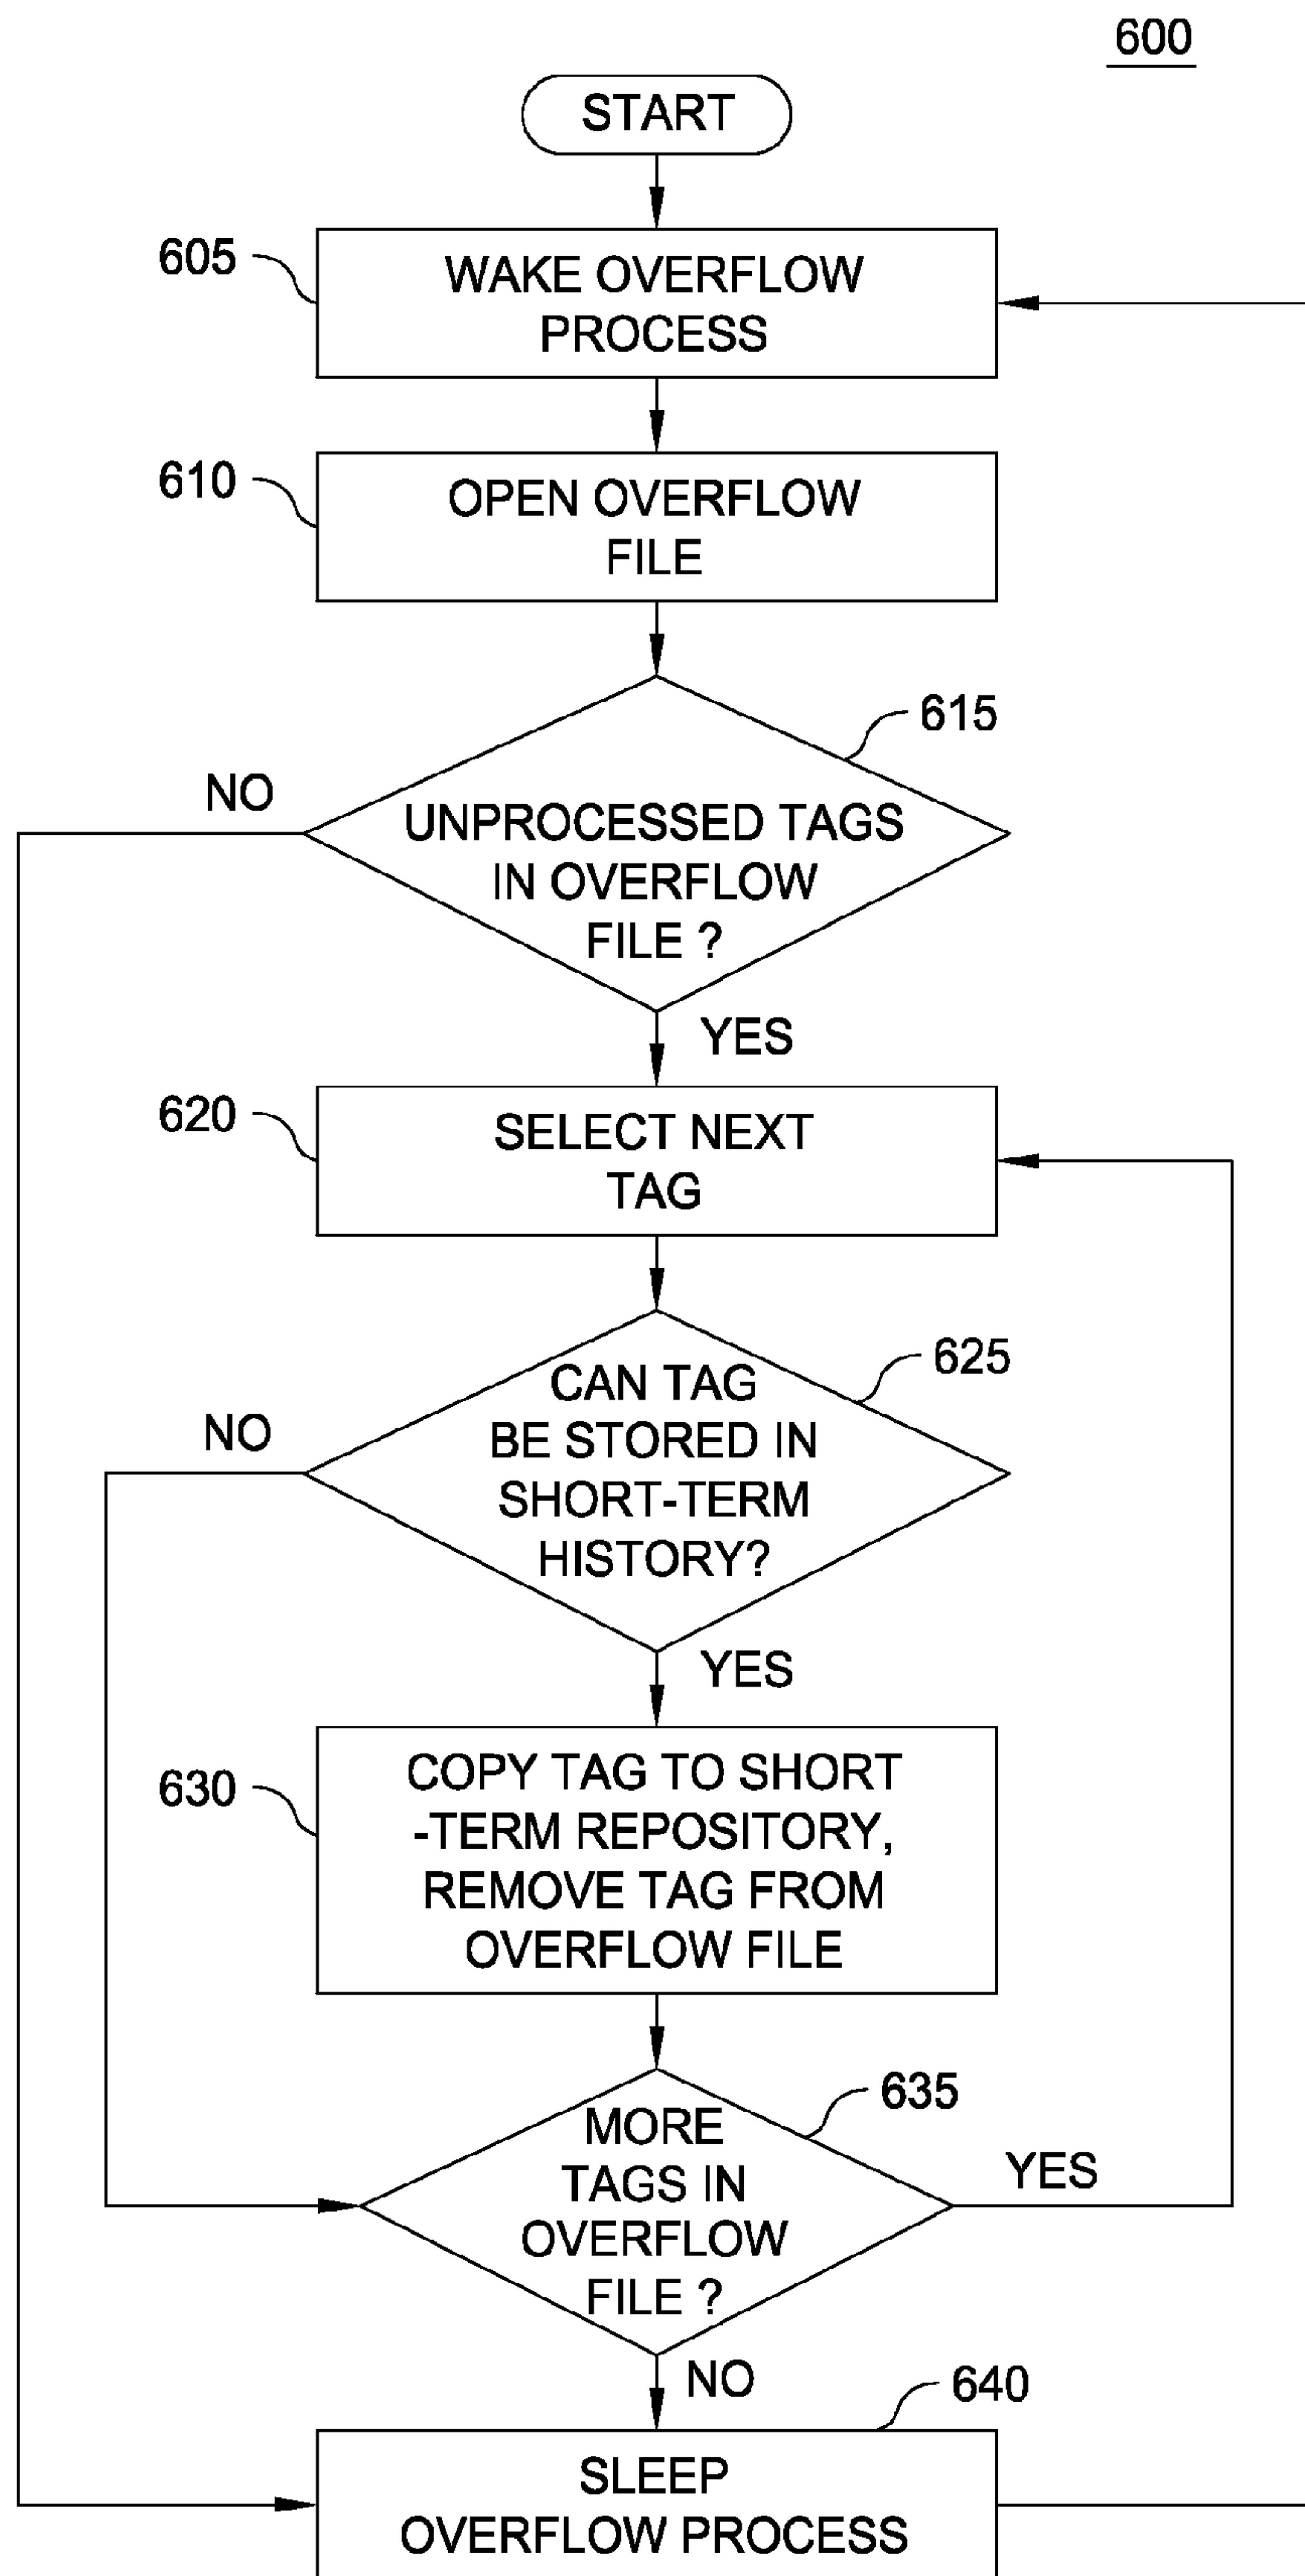 600
START
605
WAKE OVERFLOW
PROCESS
610
OPEN OVERFLOW
FILE
615
NO
UNPROCESSED TAGS
IN OVERFLOW
FILE ?
YES
620
SELECT NEXT
TAG
625
CAN TAG
BE STORED IN
SHORT-TERM
HISTORY?
NO
YES
630
COPY TAG TO SHORT
-TERM REPOSITORY,
REMOVE TAG FROM
OVERFLOW FILE
635
MORE
TAGS IN
OVERFLOW
FILE ?
YES
NO
640
SLEEP
OVERFLOW PROCESS